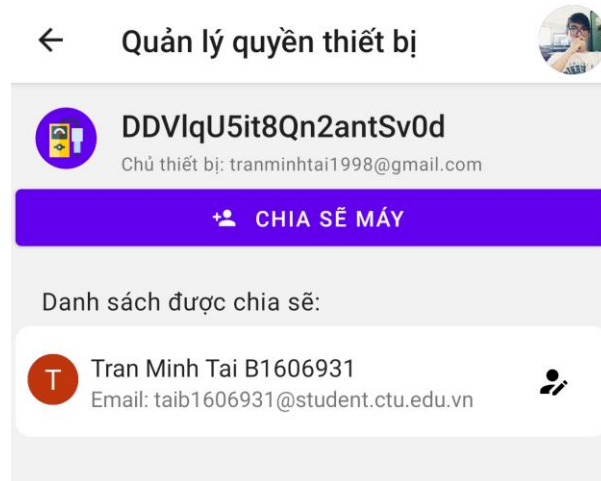 Quản lý quyền thiết bị
DDVlqU5it8Qn2antSv0d
Chủ thiết bị: tranminhtai1998@gmail.com
CHIA SẼ MÁY
Danh sách được chia sẽ:
T
Tran Minh Tai B1606931
Email: taib1606931@student.ctu.edu.vn